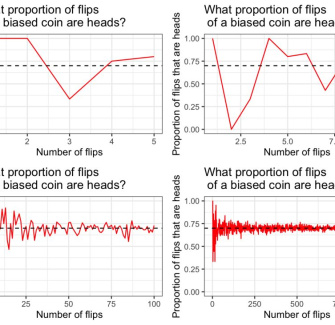 t proportion of flips
biased coin are heads?
2
3
4
5
Number of flips
What proportion of flips
of a biased coin are hea
Proportion of flips that are heads
1.00
0.75
0.50
0.25
0.00
2.5
5.0
7.
Number of flips
t proportion of flips
biased coin are heads?
25
50
75
100
Number of flips
What proportion of flips
of a biased coin are hea
Proportion of flips that are heads
1.00
0.75
0.50
0.25
0.00
0
250
500
Number of flips